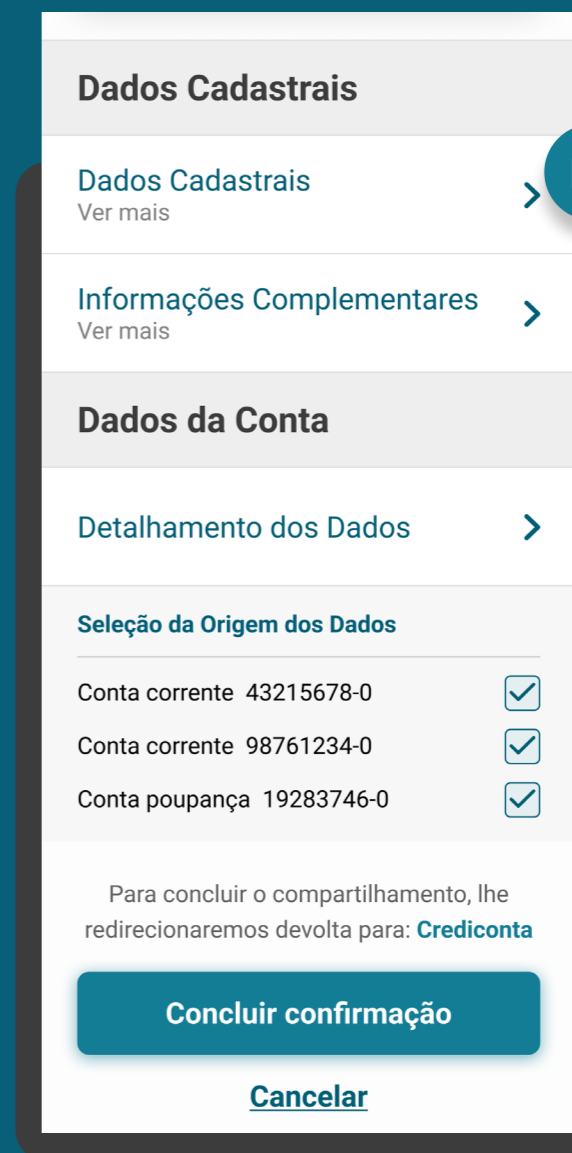 Dados Cadastrais
Dados Cadastrais
Ver mais
Informações Complementares
Ver mais
Dados da Conta
Detalhamento dos Dados
Seleção da Origem dos Dados
Conta corrente 43215678-0
Conta corrente 98761234-0
Conta poupança 19283746-0
Para concluir o compartilhamento, lhe
redirecionaremos devolta para: Crediconta
Concluir confirmação
Cancelar